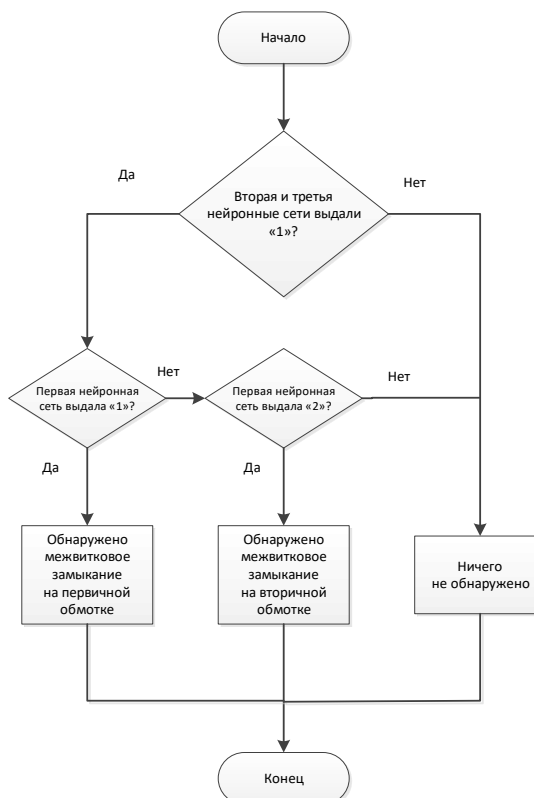 Начало
Да
Нет
Вторая и третья
нейронные сети выдали
«1»?
Первая нейронная
сеть выдала «1»?
Нет
Первая нейронная
сеть выдала «2»?
Нет
Да
Да
Обнаружено
межвитковое
замыкание
на первичной
обмотке
Обнаружено
межвитковое
замыкание
на вторичной
обмотке
Ничего
не обнаружено
Конец